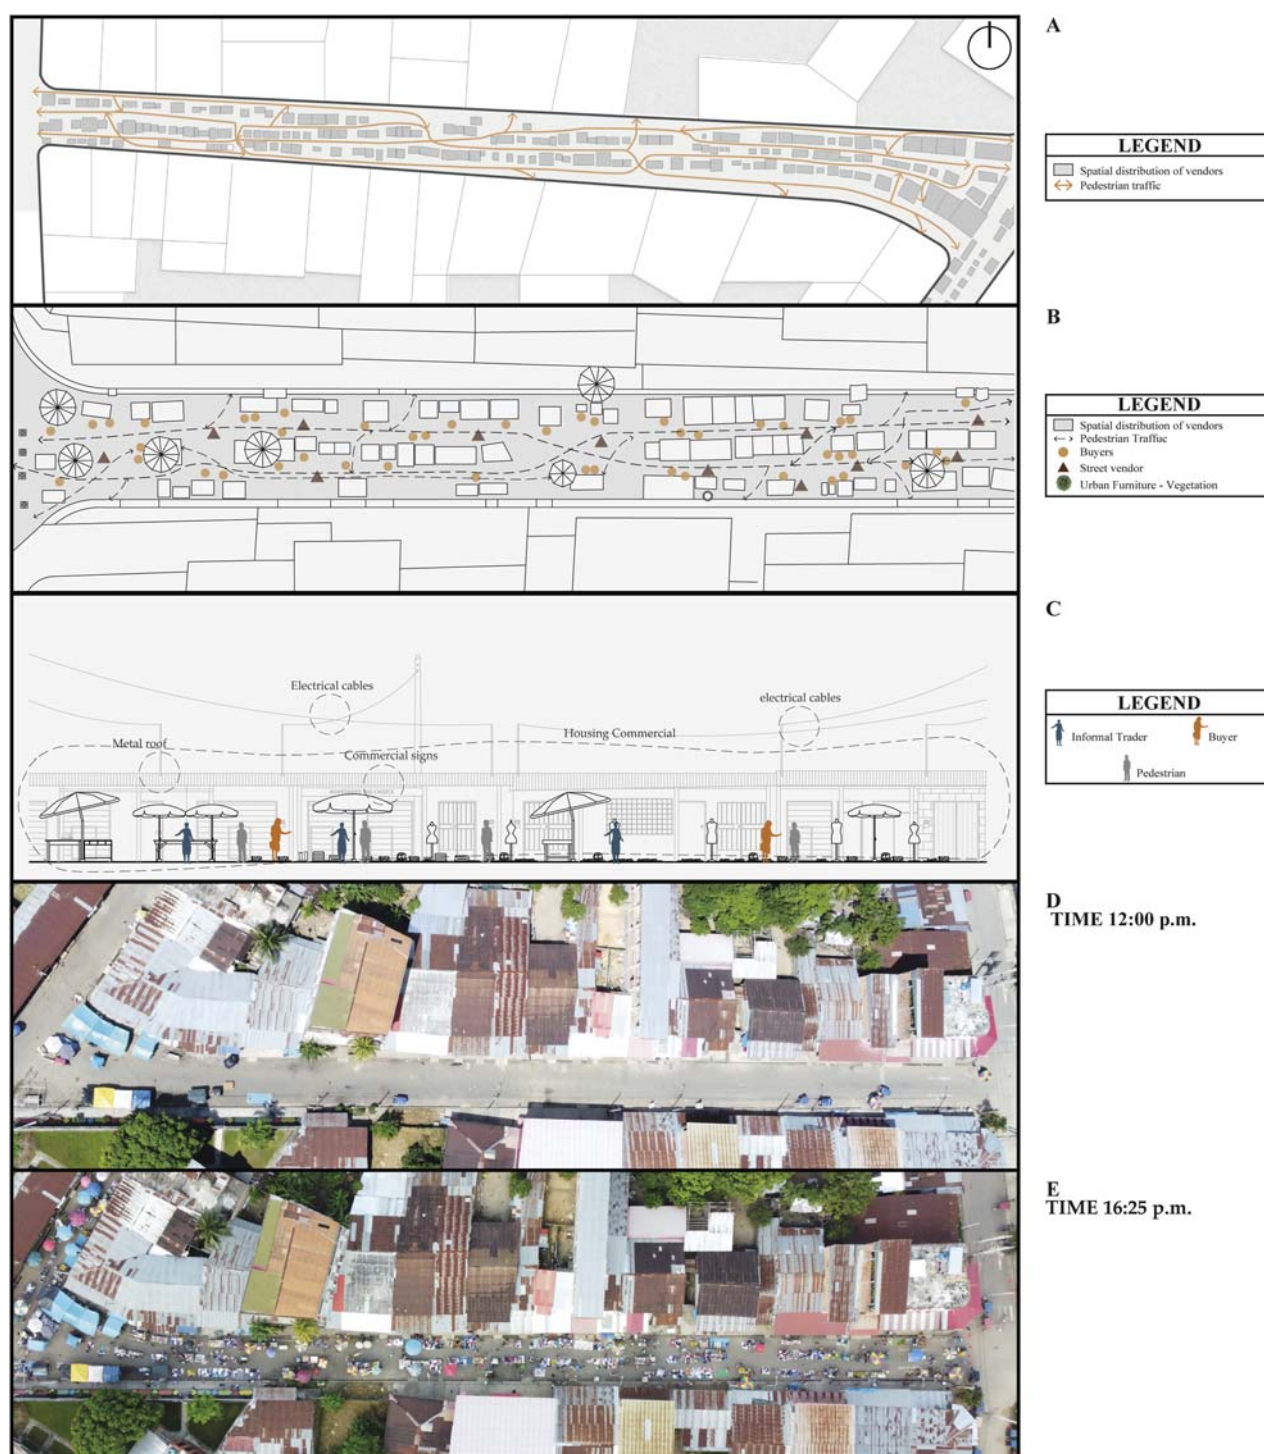 A
LEGEND
Spatial distribution of vendors
Pedestrian traffic
B
LEGEND
Spatial distribution of vendors
Pedestrian Traffuc
Buyers
Street vendor
Urban Furniture - Vegetation
C
Electrical cables
electrical cables
Metal roof
Housing Commercial
Commercial signs
LEGEND
Informal Trader
Buyer
Pedestrian
D
TIME 12:00 p.m.
E
TIME 16:25 p.m.